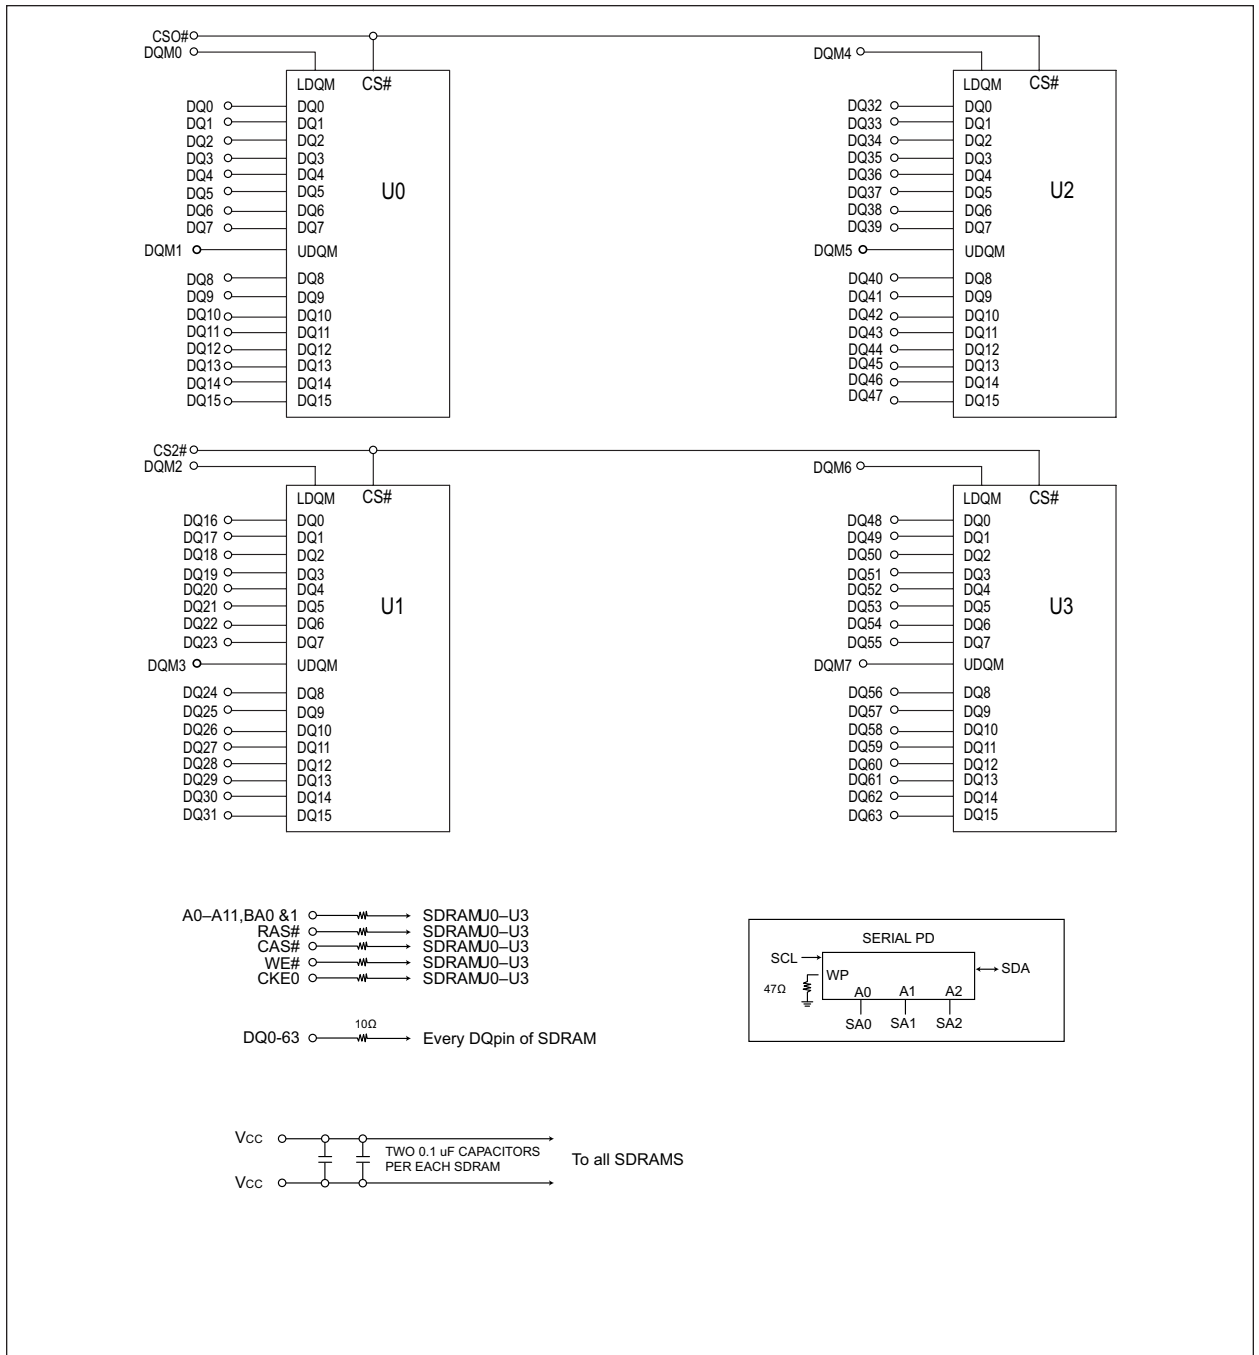 CSO#
DQM0
LDQM CS#
DQ0 DQ0
DQ1 DQ1
DQ2 DQ2
DQ3 DQ3
DQ4 DQ4
DQ5 DQ5
DQ6 DQ6
DQ7 DQ7
U0
DQM1 UDQM
DQ8 DQ8
DQ9 DQ9
DQ10 DQ10
DQ11 DQ11
DQ12 DQ12
DQ13 DQ13
DQ14 DQ14
DQ15 DQ15
DQM4
LDQM CS#
DQ32 DQ0
DQ33 DQ1
DQ34 DQ2
DQ35 DQ3
DQ36 DQ4
DQ37 DQ5
DQ38 DQ6
DQ39 DQ7
U2
DQM5 UDQM
DQ40 DQ8
DQ41 DQ9
DQ42 DQ10
DQ43 DQ11
DQ44 DQ12
DQ45 DQ13
DQ46 DQ14
DQ47 DQ15
CS2#
DQM2
LDQM CS#
DQ16 DQ0
DQ17 DQ1
DQ18 DQ2
DQ19 DQ3
DQ20 DQ4
DQ21 DQ5
DQ22 DQ6
DQ23 DQ7
U1
DQM3 UDQM
DQ24 DQ8
DQ25 DQ9
DQ26 DQ10
DQ27 DQ11
DQ28 DQ12
DQ29 DQ13
DQ30 DQ14
DQ31 DQ15
DQM6
LDQM CS#
DQ48 DQ0
DQ49 DQ1
DQ50 DQ2
DQ51 DQ3
DQ52 DQ4
DQ53 DQ5
DQ54 DQ6
DQ55 DQ7
U3
DQM7 UDQM
DQ56 DQ8
DQ57 DQ9
DQ58 DQ10
DQ59 DQ11
DQ60 DQ12
DQ61 DQ13
DQ62 DQ14
DQ63 DQ15
A0–A11,BA0 &1 SDRAMU0–U3
RAS# SDRAMU0–U3
CAS# SDRAMU0–U3
WE# SDRAMU0–U3
CKE0 SDRAMU0–U3
10Ω
DQ0-63 Every DQpin of SDRAM
SERIAL PD
SCL
WP
SDA
47Ω
A0 A1 A2
SA0 SA1 SA2
Vcc
TWO 0.1 uF CAPACITORS
PER EACH SDRAM
To all SDRAMS
Vcc